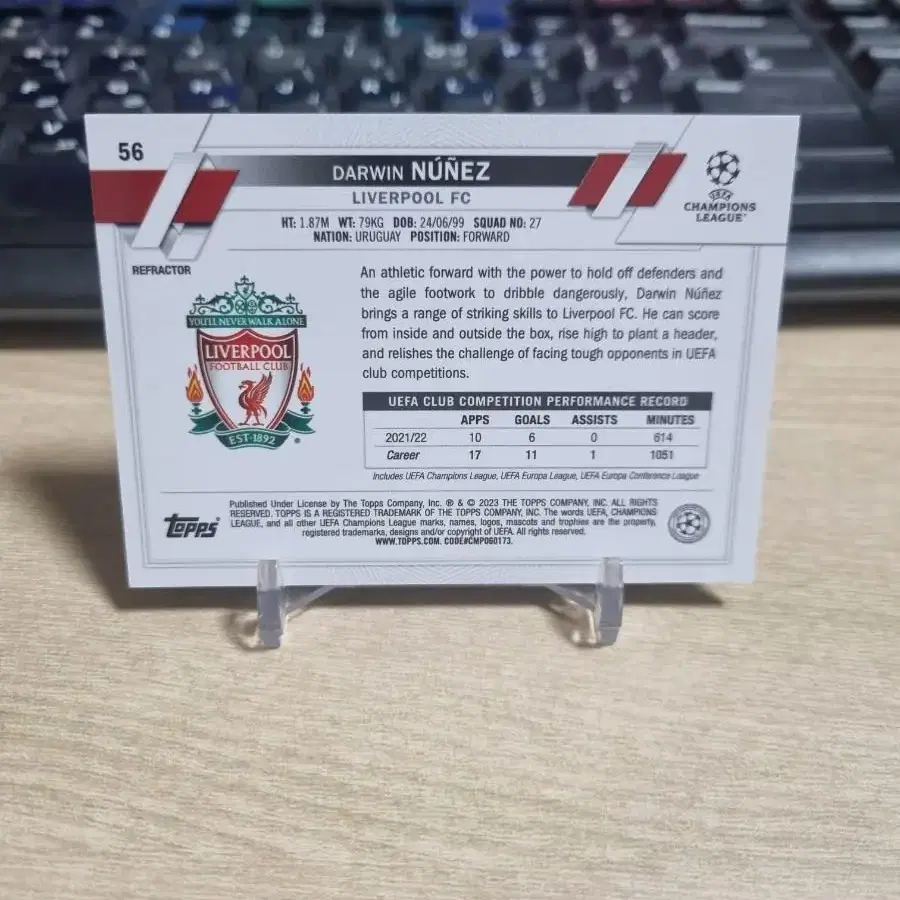 56
DARWIN NÚÑEZ
LIVERPOOL FC
HT: 1.87M WT: 79KG DOB: 24/06/99 SQUAD NO: 27
NATION: URUGUAY POSITION: FORWARD
UEFA
CHAMPIONS
LEAGUE
REFRACTOR
YOU'LL NEVER WALK ALONE
LIVERPOOL
FOOTBALL CLUB
EST·1892
An athletic forward with the power to hold off defenders and
the agile footwork to dribble dangerously, Darwin Núñez
brings a range of striking skills to Liverpool FC. He can score
from inside and outside the box, rise high to plant a header,
and relishes the challenge of facing tough opponents in UEFA
club competitions.
UEFA CLUB COMPETITION PERFORMANCE RECORD
APPS GOALS ASSISTS MINUTES
2021/22 10 6 0 614
Career 17 11 1 1051
Includes UEFA Champions League, UEFA Europa League, UEFA Europa Conference League
Topps
Published Under License by The Topps Company, Inc. ® & © 2023 THE TOPPS COMPANY, INC. ALL RIGHTS
RESERVED. TOPPS IS A REGISTERED TRADEMARK OF THE TOPPS COMPANY, INC. The words UEFA, CHAMPIONS
LEAGUE, and all other UEFA Champions League marks, names, logos, mascots and trophies are the property,
registered trademarks, designs and/or copyright of UEFA. All rights reserved.
WWW.TOPPS.COM. CODE#CMP060173.